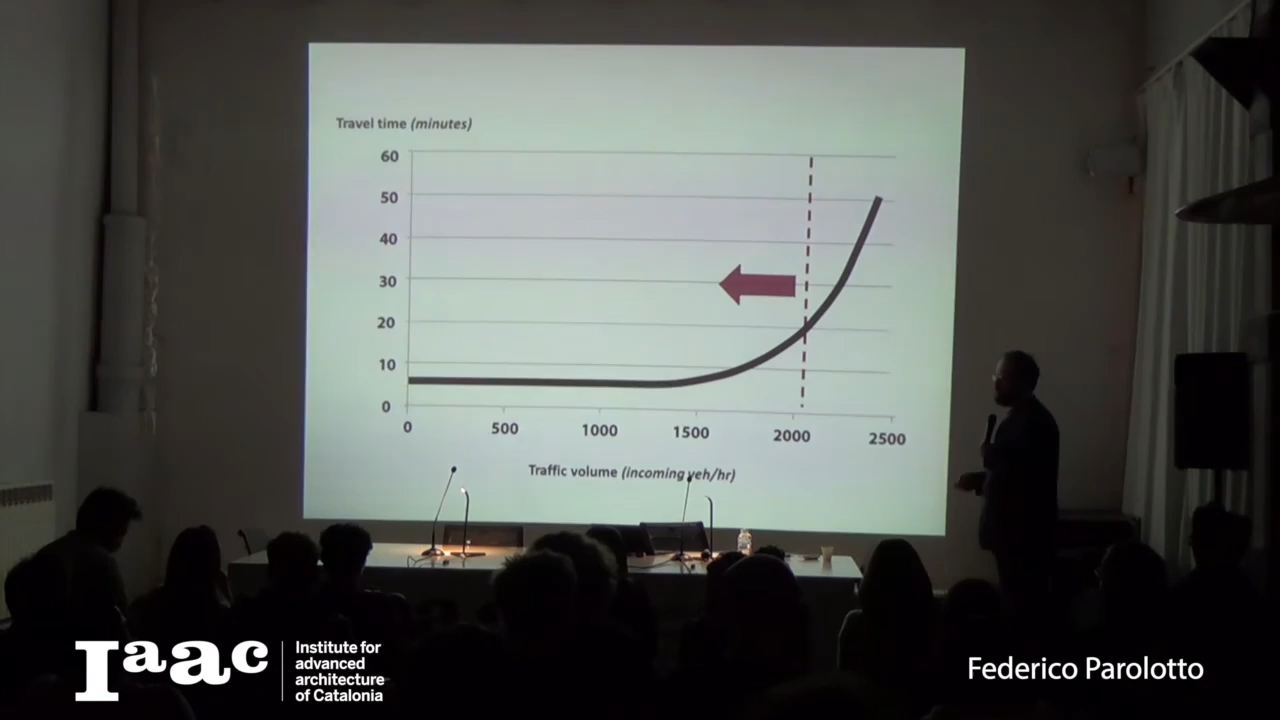 Travel time (minutes)
60
50
40
30
20
10
0
0 500 1000 1500 2000 2500
Traffic volume (incoming veh/hr)
Iaac
Institute for
advanced
architecture
of Catalonia
Federico Parolotto